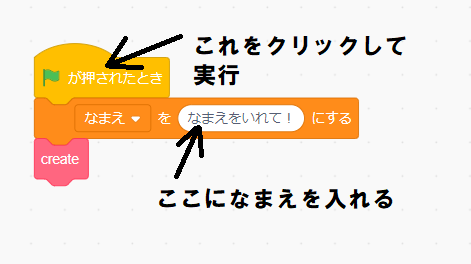 これをクリックして
実行
が押されたとき
なまえ を なまえをいれて！ にする
create
ここになまえを入れる